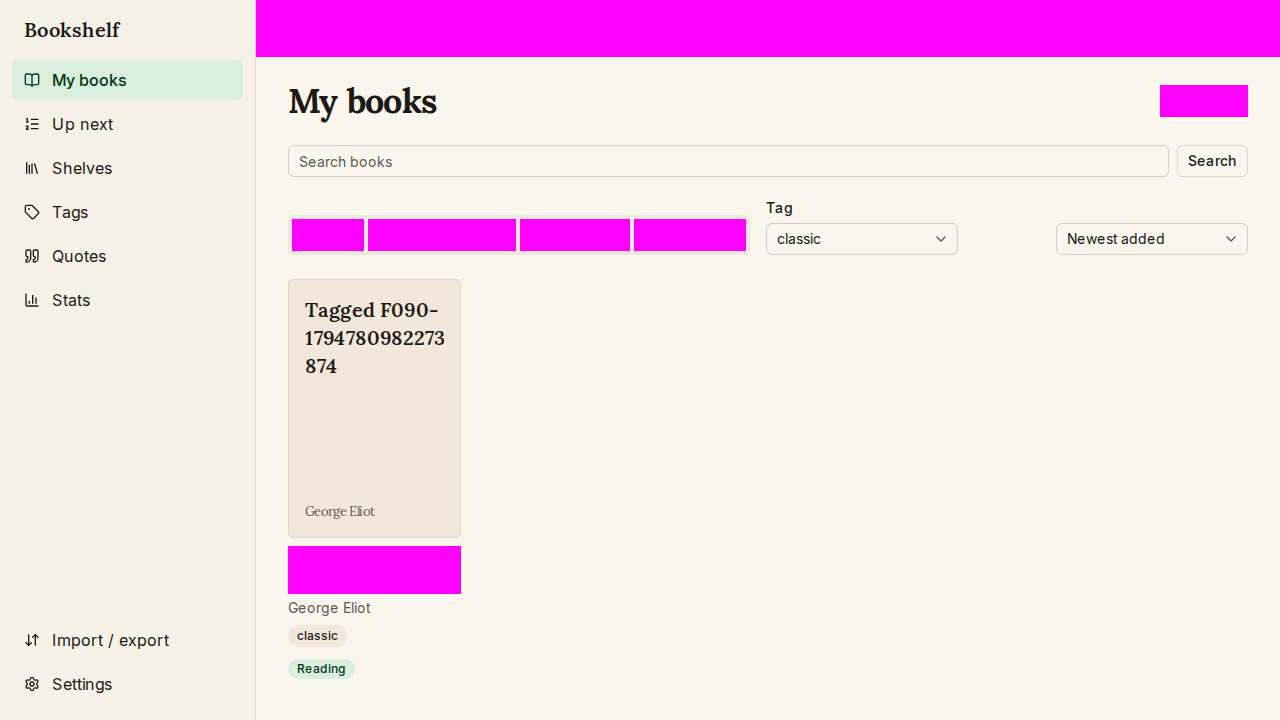 Bookshelf
My books
Up next
Shelves
Tags
Quotes
Stats
Import / export
Settings
My books
Search books
Search
Tag
classic
Newest added
Tagged F090-
1794780982273
874
George Eliot
George Eliot
classic
Reading